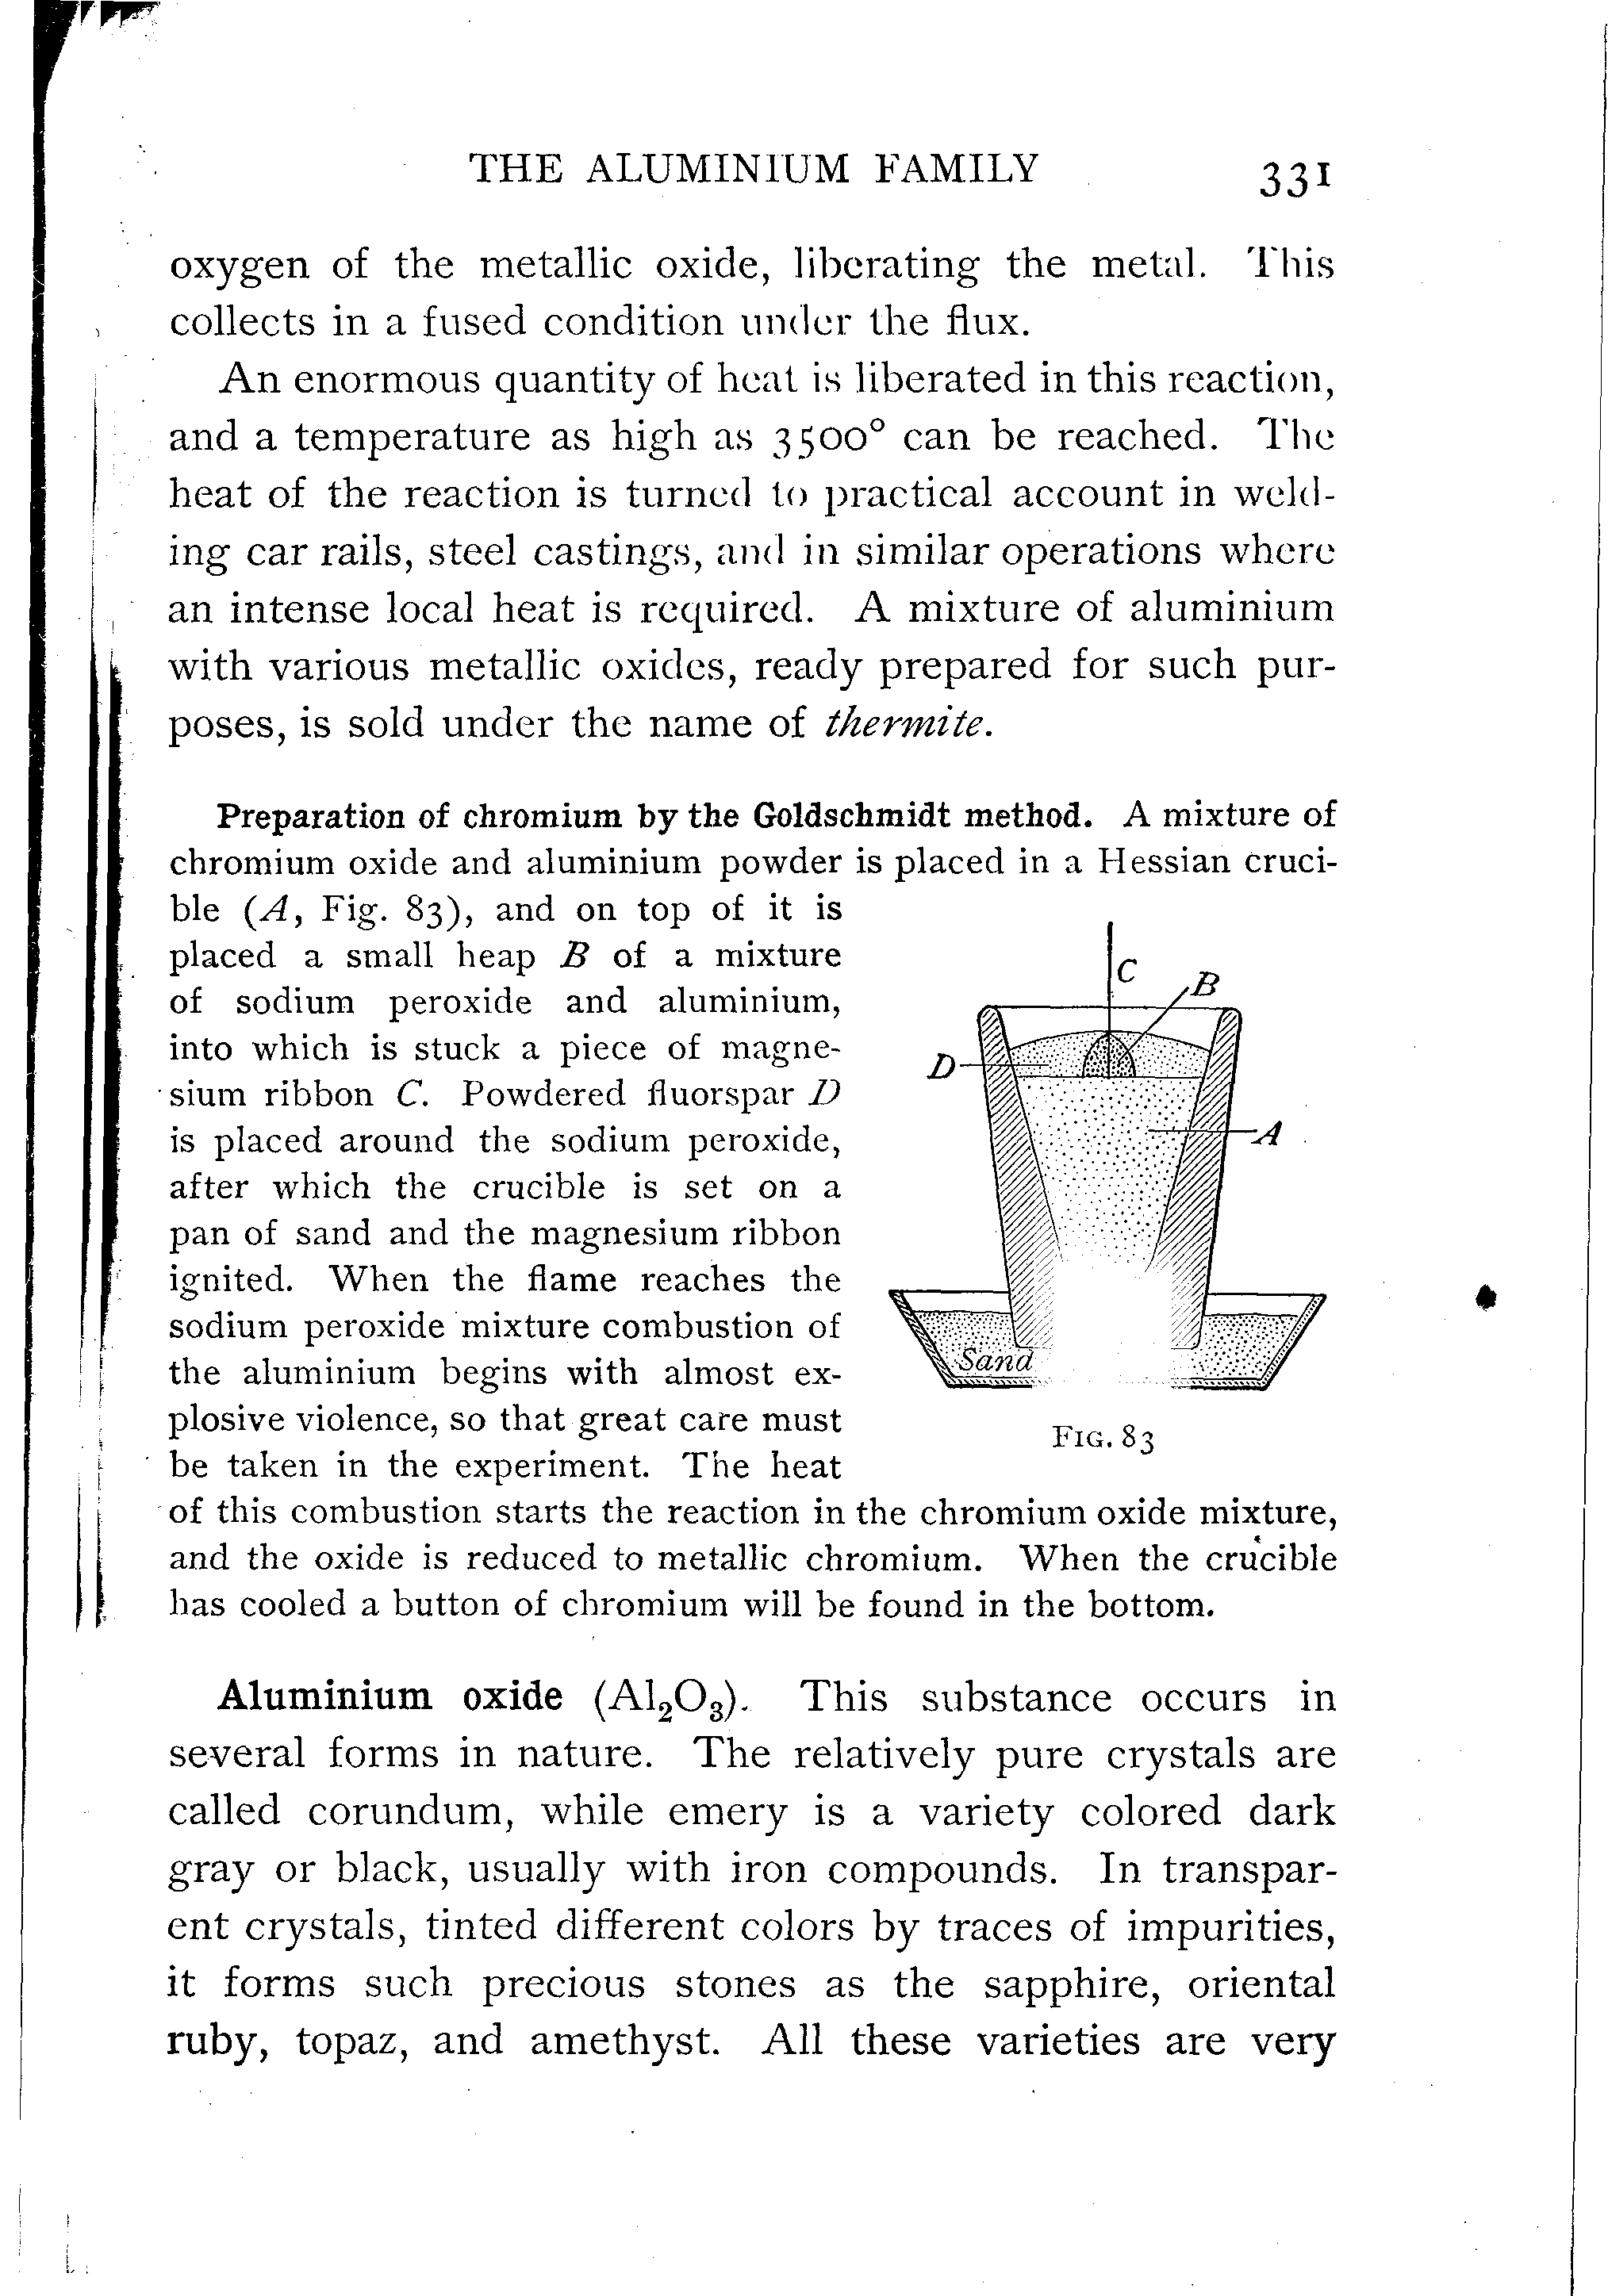 THE ALUMINIUM FAMILY 331
oxygen of the metallic oxide, liberating the metal. This
collects in a fused condition under the flux.
An enormous quantity of heat is liberated in this reaction,
and a temperature as high as 3500° can be reached. The
heat of the reaction is turned to practical account in weld-
ing car rails, steel castings, and in similar operations where
an intense local heat is required. A mixture of aluminium
with various metallic oxides, ready prepared for such pur-
poses, is sold under the name of thermite.
Preparation of chromium by the Goldschmidt method. A mixture of
chromium oxide and aluminium powder is placed in a Hessian cruci-
ble (A, Fig. 83), and on top of it is
placed a small heap B of a mixture
of sodium peroxide and aluminium,
into which is stuck a piece of magne-
sium ribbon C. Powdered fluorspar D
is placed around the sodium peroxide,
after which the crucible is set on a
pan of sand and the magnesium ribbon
ignited. When the flame reaches the
sodium peroxide mixture combustion of
the aluminium begins with almost ex-
plosive violence, so that great care must
be taken in the experiment. The heat
C
B
D
A
Sand
FIG. 83
of this combustion starts the reaction in the chromium oxide mixture,
and the oxide is reduced to metallic chromium. When the crucible
has cooled a button of chromium will be found in the bottom.
Aluminium oxide (Al₂O₃). This substance occurs in
several forms in nature. The relatively pure crystals are
called corundum, while emery is a variety colored dark
gray or black, usually with iron compounds. In transpar-
ent crystals, tinted different colors by traces of impurities,
it forms such precious stones as the sapphire, oriental
ruby, topaz, and amethyst. All these varieties are very